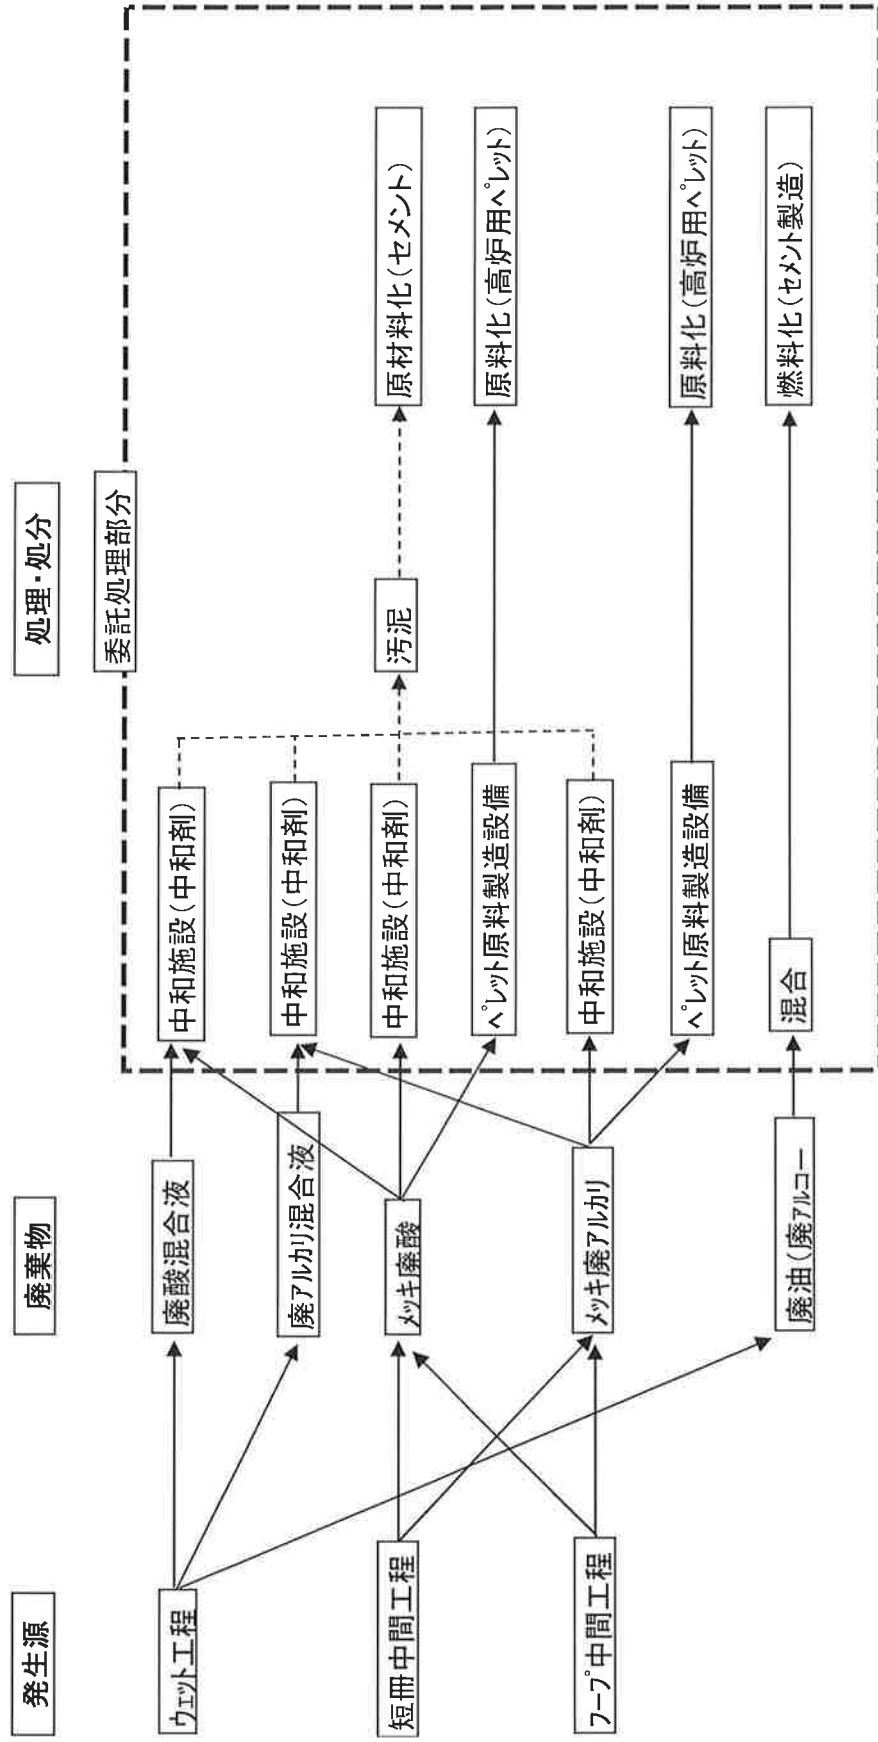 発生源
廃棄物
処理・処分
委託処理部分
ウェット工程
廃酸混合液
中和施設(中和剤)
廃アルカリ混合液
中和施設(中和剤)
短冊中間工程
メッキ廃酸
中和施設(中和剤)
汚泥
原材料化(セメント)
ペレット原料製造設備
原料化(高炉用ペレット)
フープ中間工程
メッキ廃アルカリ
中和施設(中和剤)
ペレット原料製造設備
原料化(高炉用ペレット)
廃油(廃アルコー
混合
燃料化(セメント製造)